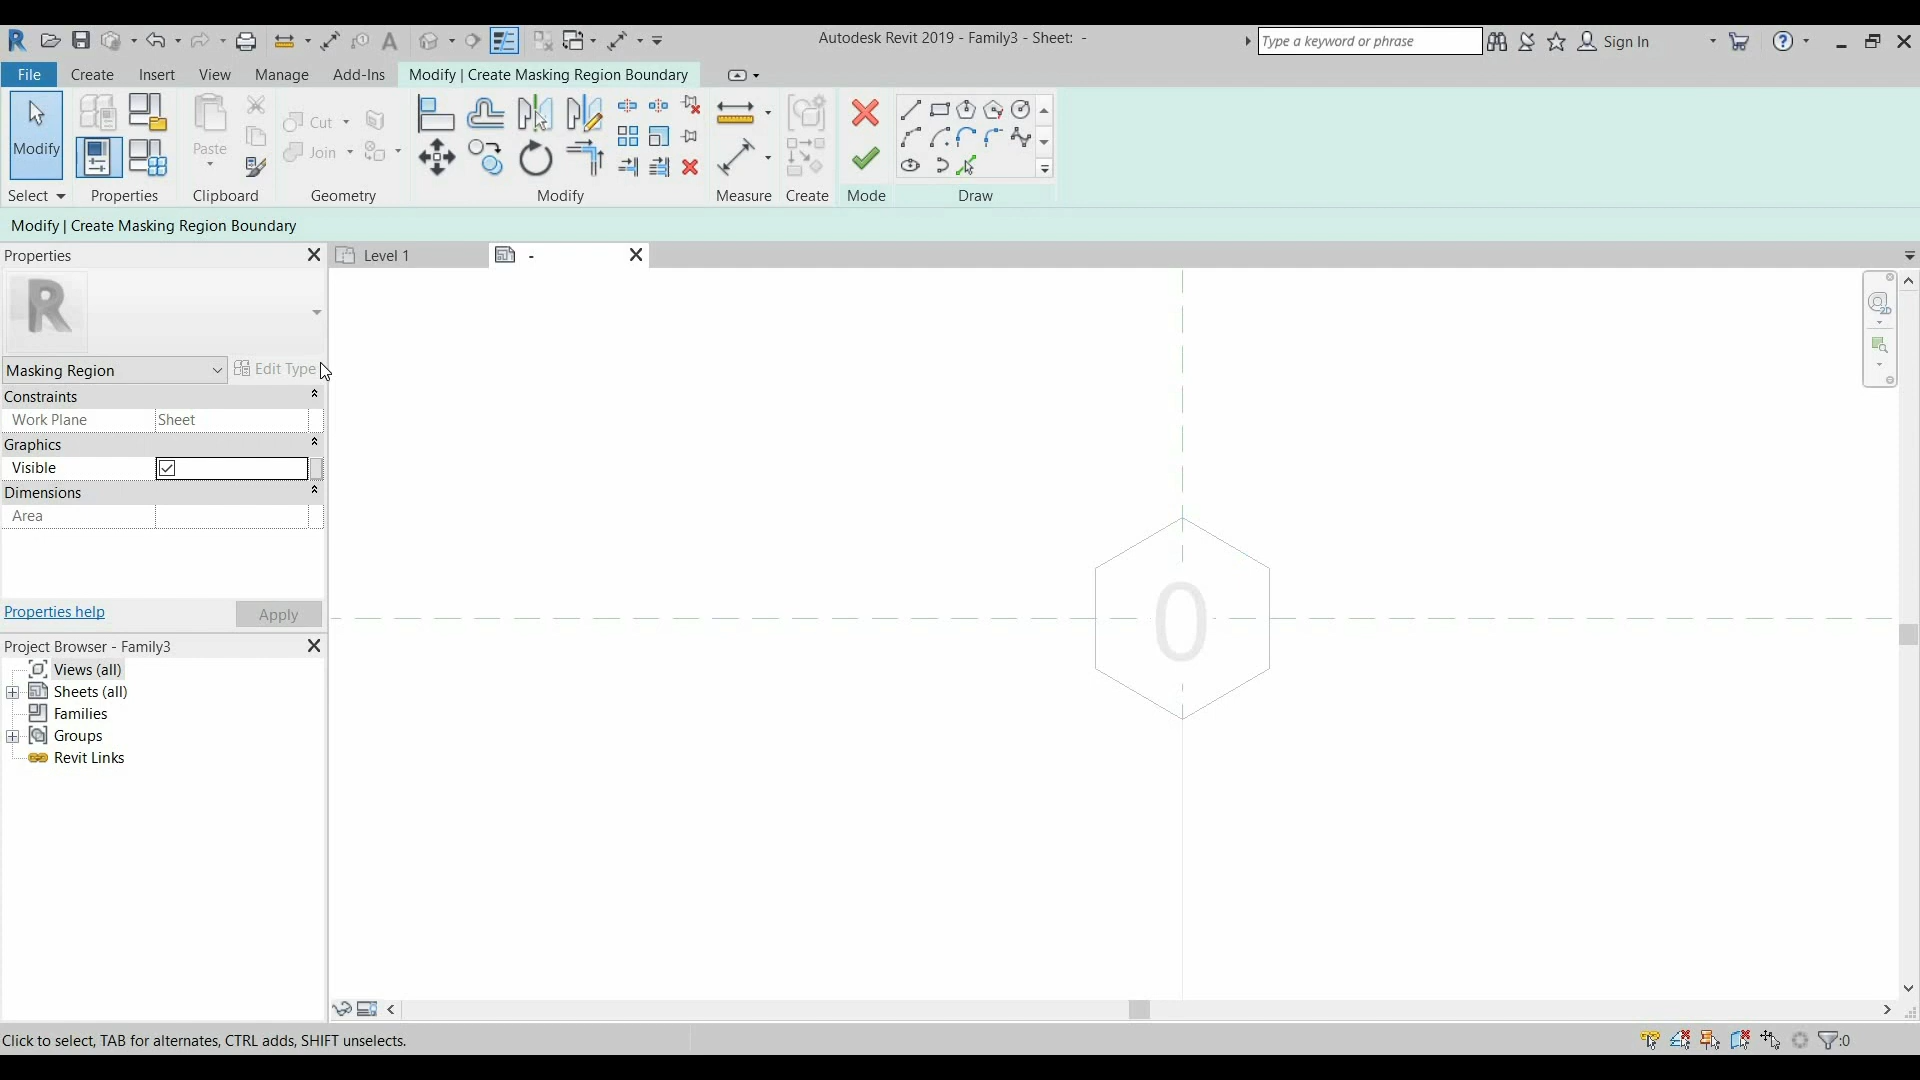 Autodesk Revit 2019 - Family3 - Sheet: -
Type a keyword or phrase
Sign In
File
Create
Insert
View
Manage
Add-Ins
Modify | Create Masking Region Boundary
Modify
Paste
Cut
Join
Select
Properties
Clipboard
Geometry
Modify
Measure
Create
Mode
Draw
Modify | Create Masking Region Boundary
Properties
Level 1
-
Masking Region
Edit Type
Constraints
Work Plane
Sheet
Graphics
Visible
Dimensions
Area
Properties help
Apply
Project Browser - Family3
Views (all)
Sheets (all)
Families
Groups
Revit Links
0
2D
Click to select, TAB for alternates, CTRL adds, SHIFT unselects.
:0